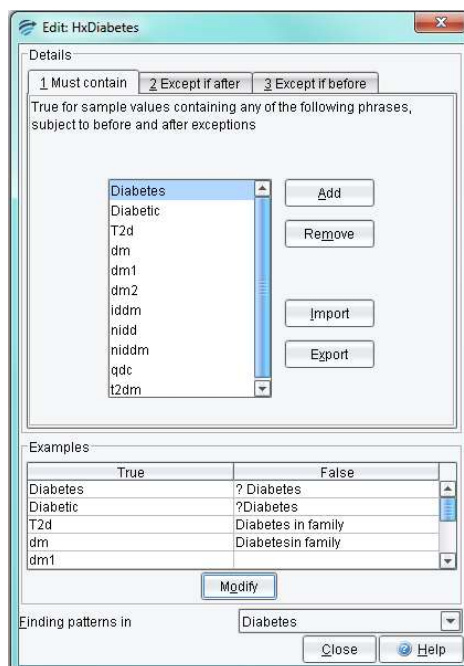 Edit: HxDiabetes
Details
1 Must contain 2 Except if after 3 Except if before
True for sample values containing any of the following phrases,
subject to before and after exceptions
Diabetes
Diabetic
T2d
dm
dm1
dm2
iddm
nidd
niddm
qdc
t2dm
Add
Remove
Import
Export
Examples
True False
Diabetes ? Diabetes
Diabetic ?Diabetes
T2d Diabetes in family
dm Diabetesin family
dm1
Modify
Finding patterns in Diabetes
Close Help